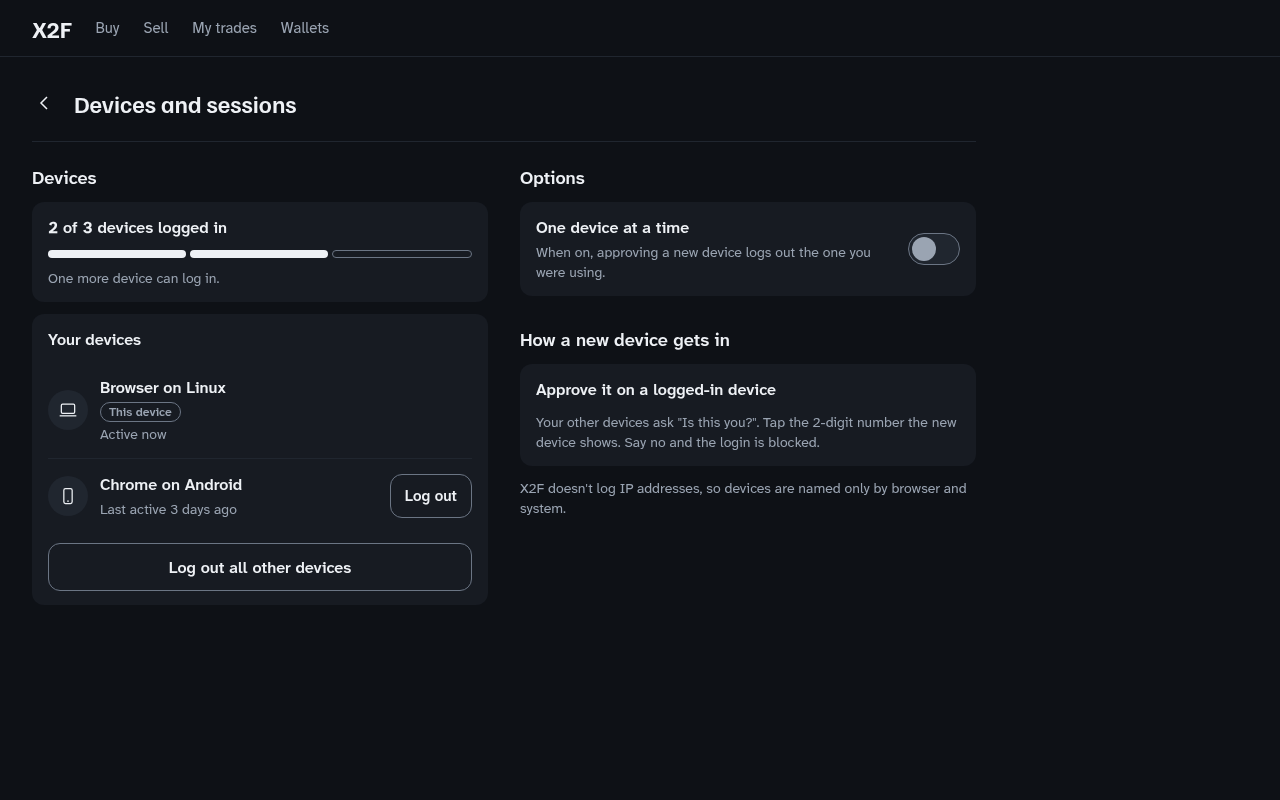 X2F
Buy
Sell
My trades
Wallets
Devices and sessions
Devices
2 of 3 devices logged in
One more device can log in.
Your devices
Browser on Linux
This device
Active now
Chrome on Android
Last active 3 days ago
Log out
Log out all other devices
Options
One device at a time
When on, approving a new device logs out the one you
were using.
How a new device gets in
Approve it on a logged-in device
Your other devices ask "Is this you?". Tap the 2-digit number the new
device shows. Say no and the login is blocked.
X2F doesn't log IP addresses, so devices are named only by browser and
system.